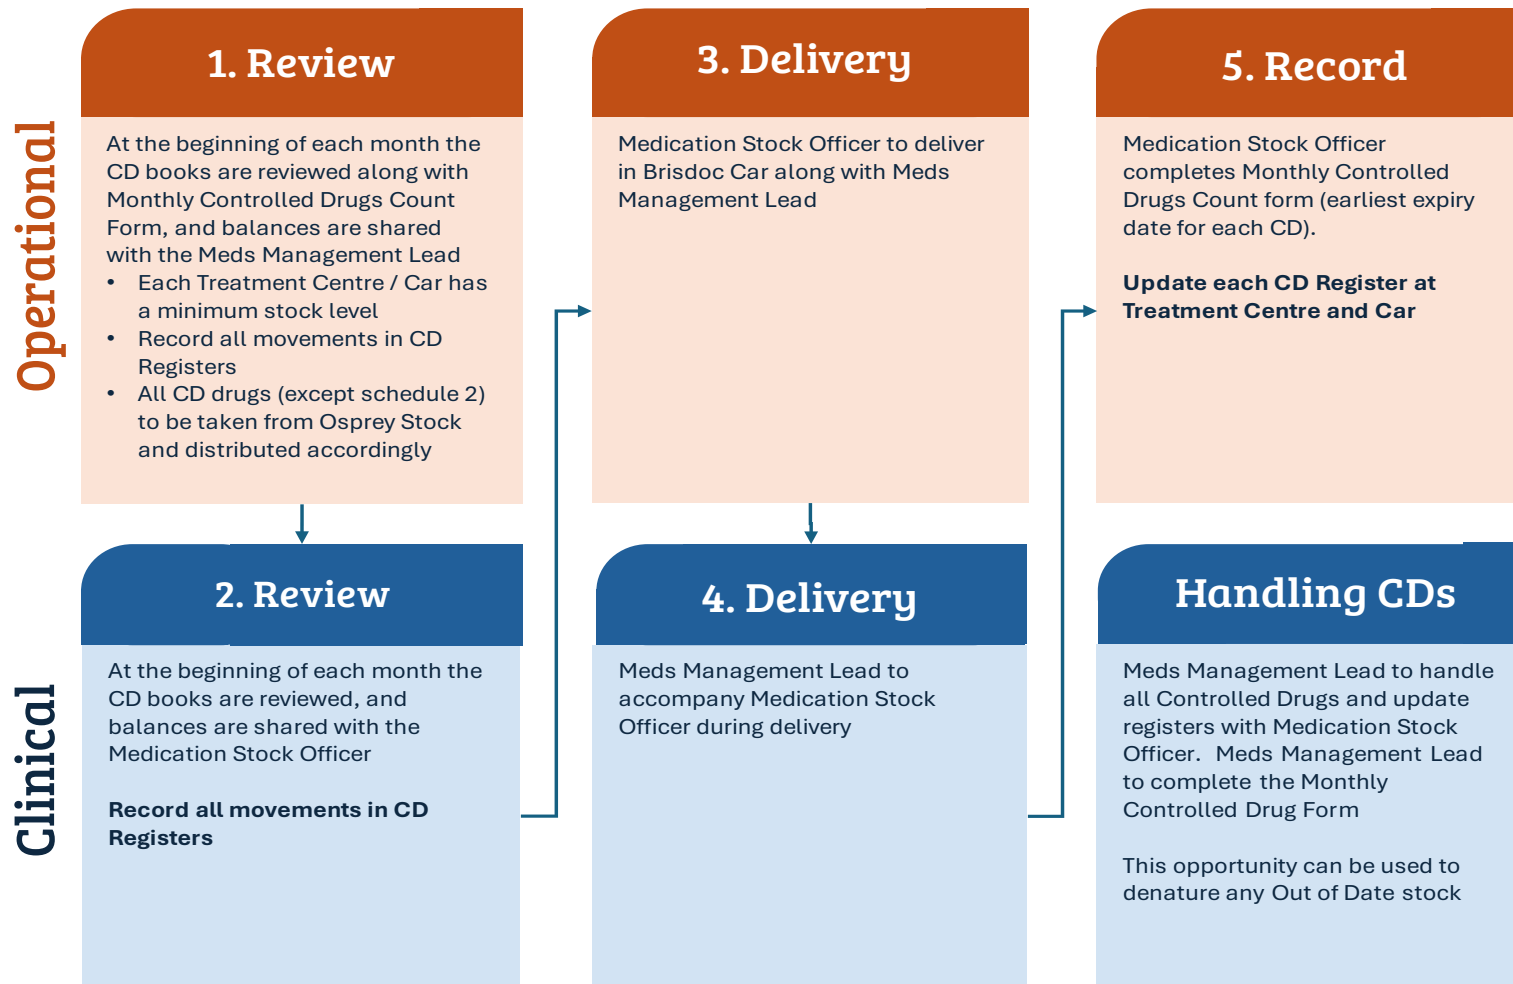 Operational
1. Review
At the beginning of each month the
CD books are reviewed along with
Monthly Controlled Drugs Count
Form, and balances are shared
with the Meds Management Lead
• Each Treatment Centre / Car has
a minimum stock level
• Record all movements in CD
Registers
• All CD drugs (except schedule 2)
to be taken from Osprey Stock
and distributed accordingly
3. Delivery
Medication Stock Officer to deliver
in Brisdoc Car along with Meds
Management Lead
5. Record
Medication Stock Officer
completes Monthly Controlled
Drugs Count form (earliest expiry
date for each CD).
Update each CD Register at
Treatment Centre and Car
Clinical
2. Review
At the beginning of each month the
CD books are reviewed, and
balances are shared with the
Medication Stock Officer
Record all movements in CD
Registers
4. Delivery
Meds Management Lead to
accompany Medication Stock
Officer during delivery
Handling CDs
Meds Management Lead to handle
all Controlled Drugs and update
registers with Medication Stock
Officer.  Meds Management Lead
to complete the Monthly
Controlled Drug Form
This opportunity can be used to
denature any Out of Date stock